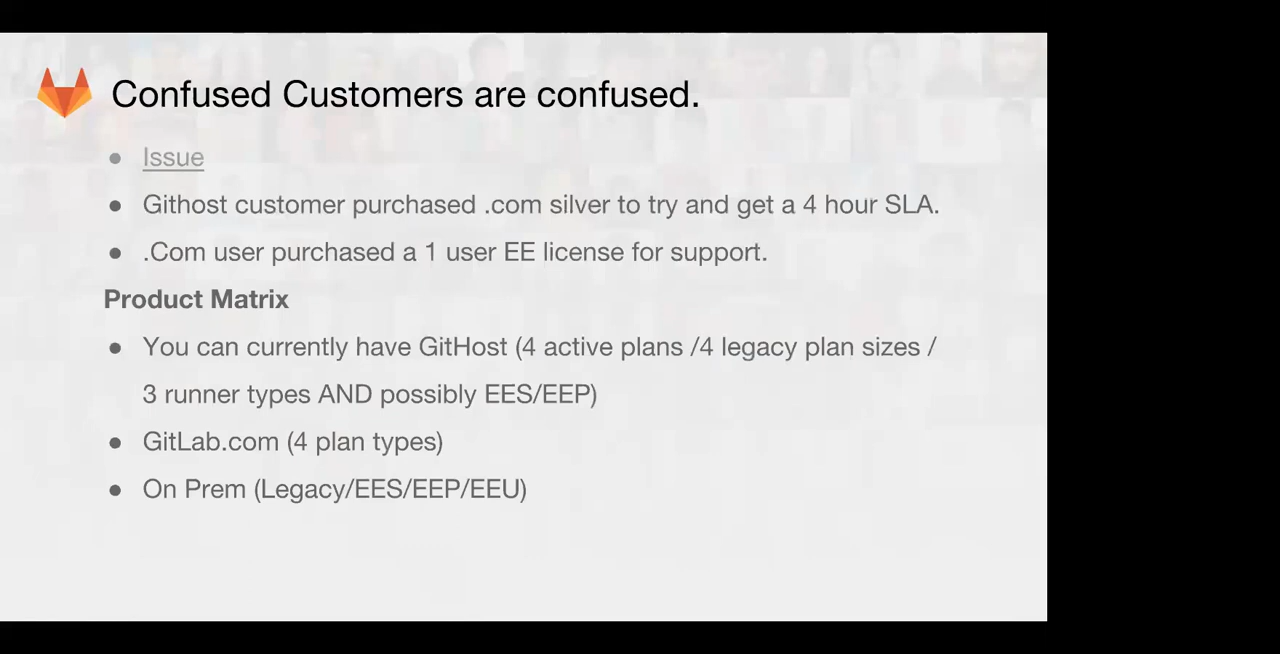 Confused Customers are confused.
● Issue
● Githost customer purchased .com silver to try and get a 4 hour SLA.
● .Com user purchased a 1 user EE license for support.
Product Matrix
● You can currently have GitHost (4 active plans /4 legacy plan sizes /
3 runner types AND possibly EES/EEP)
● GitLab.com (4 plan types)
● On Prem (Legacy/EES/EEP/EEU)